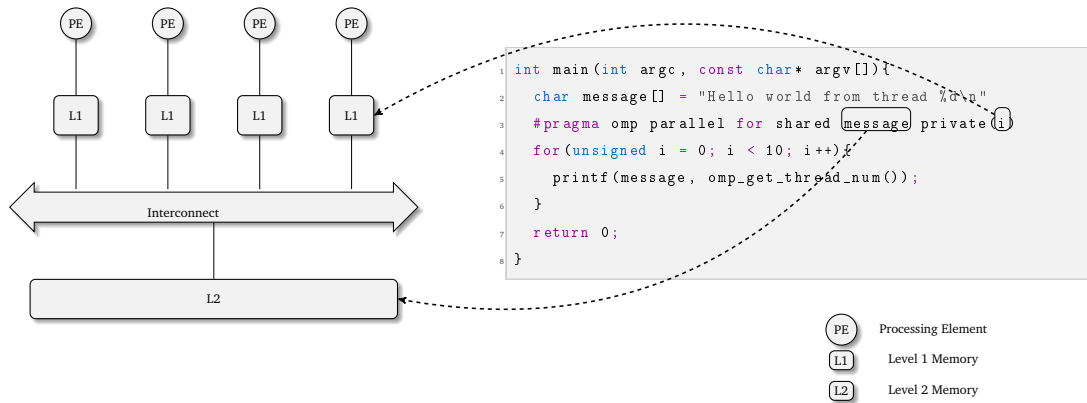 PE PE PE PE
L1 L1 L1 L1
Interconnect
L2
1 int main(int argc, const char* argv[]){
2 char message[] = "Hello world from thread %d\n"
3 #pragma omp parallel for shared message private(i)
4 for(unsigned i = 0; i < 10; i++){
5 printf(message, omp_get_thread_num());
6 }
7 return 0;
8 }
PE Processing Element
L1 Level 1 Memory
L2 Level 2 Memory